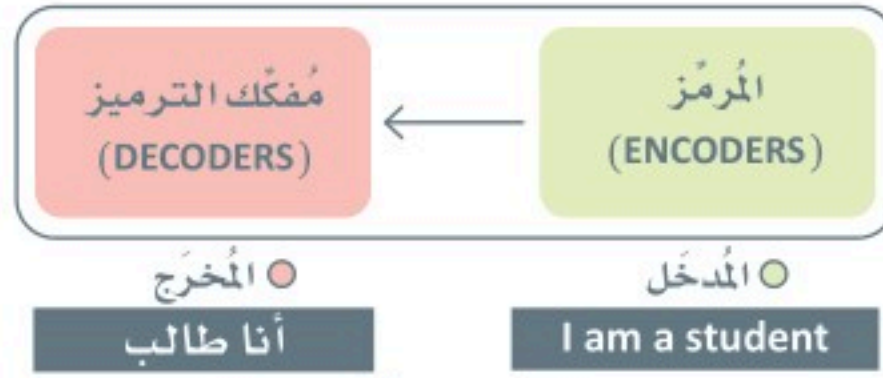 المُرمِّز
(ENCODERS)
مُفكِّك الترميز
(DECODERS)
المُدخَل
I am a student
المُخرَج
أنا طالب